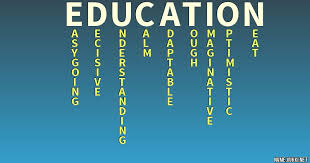 EDUCATION
ASYGOING
ECISIVE
NDERSTANDING
ALM
DAPTABLE
OUGH
MAGINATIVE
PTIMISTIC
EAT